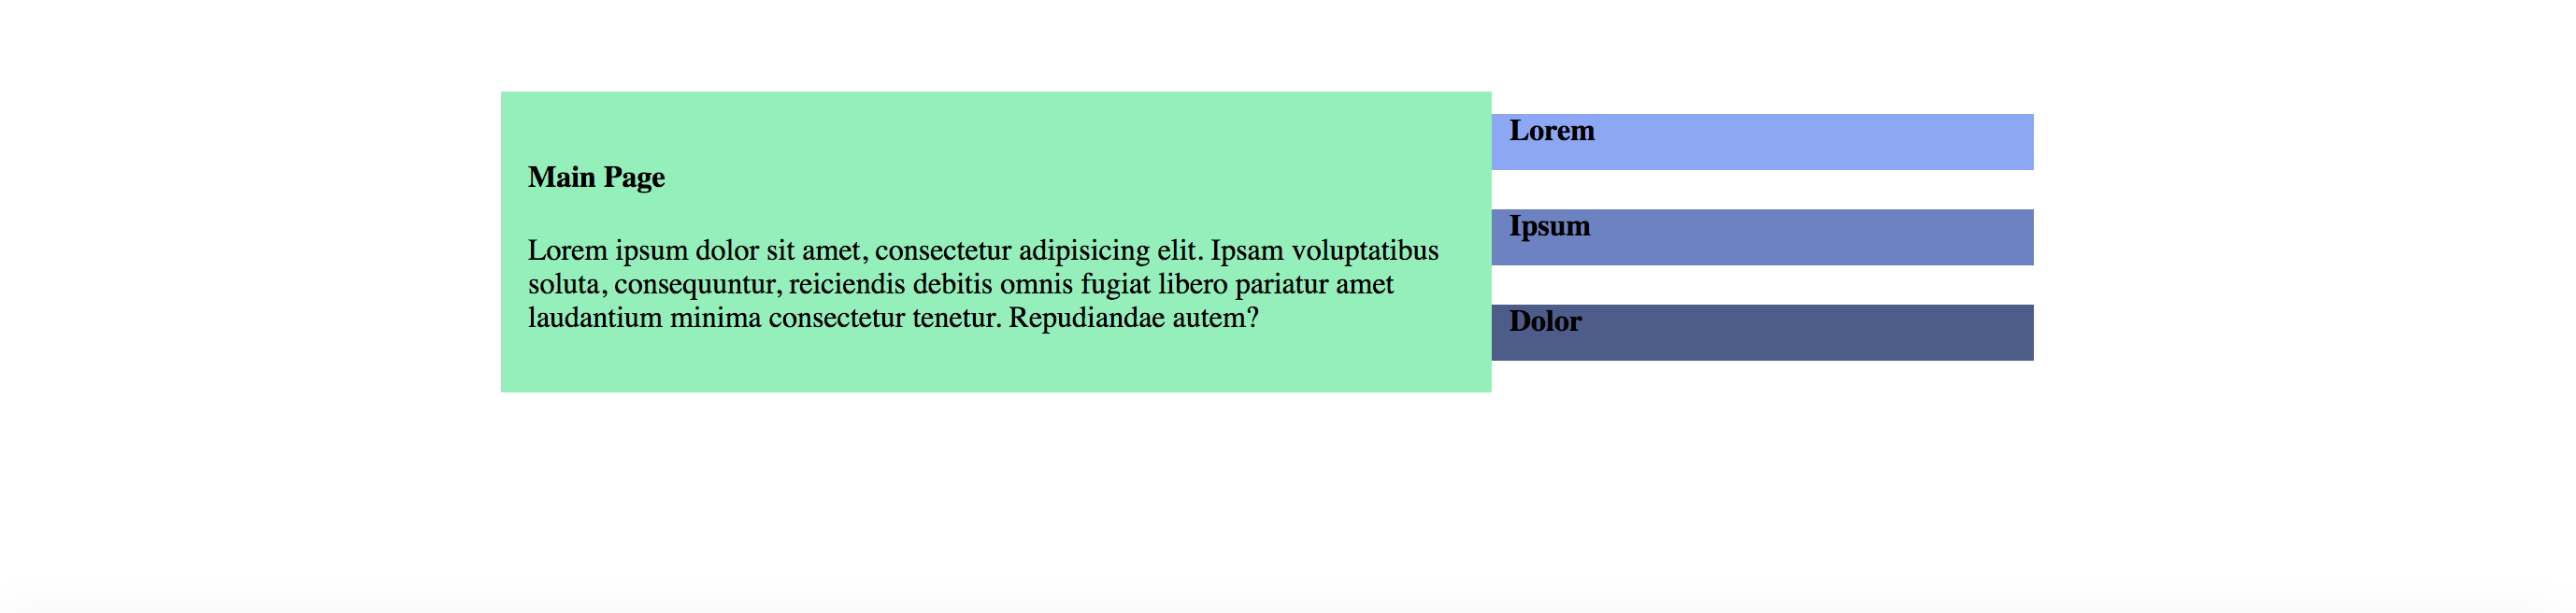 Main Page
Lorem ipsum dolor sit amet, consectetur adipisicing elit. Ipsam voluptatibus
soluta, consequuntur, reiciendis debitis omnis fugiat libero pariatur amet
laudantium minima consectetur tenetur. Repudiandae autem?
Lorem
Ipsum
Dolor